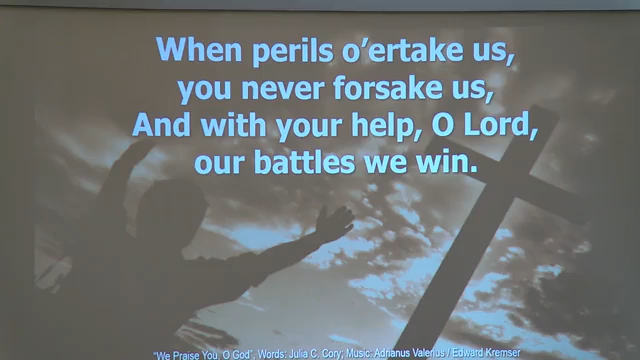 When perils o'ertake us,
you never forsake us,
And with your help, O Lord,
our battles we win.
"We Praise You, O God", Words: Julia C. Cory; Music: Adrianus Valerius / Edward Kremser